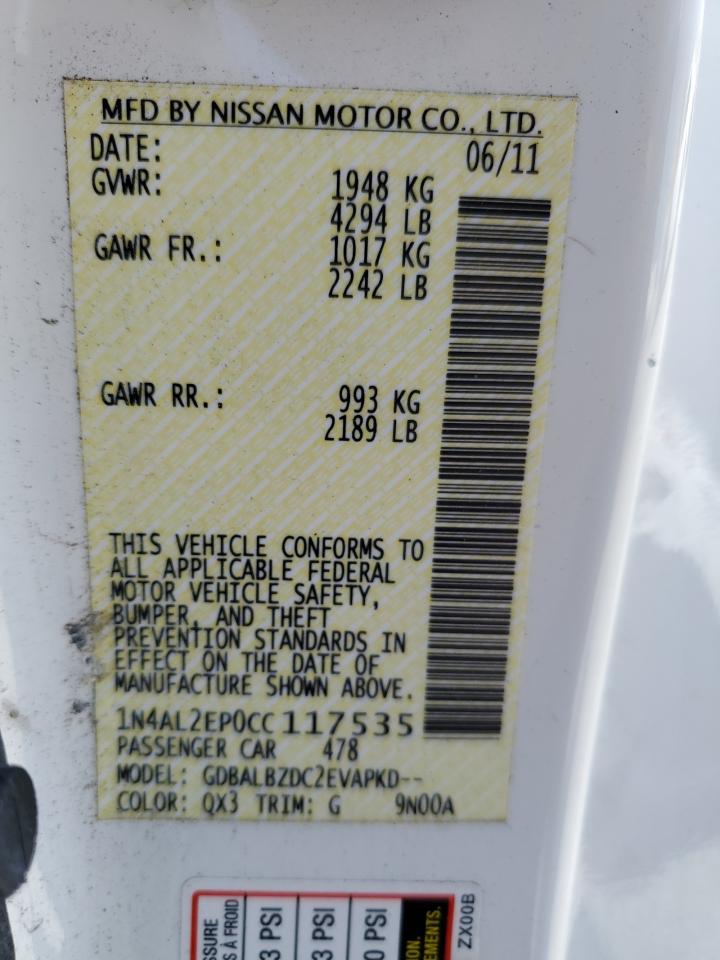 MFD BY NISSAN MOTOR CO., LTD.
DATE: 06/11
GVWR: 1948 KG
4294 LB
GAWR FR.: 1017 KG
2242 LB
GAWR RR.: 993 KG
2189 LB
THIS VEHICLE CONFORMS TO
ALL APPLICABLE FEDERAL
MOTOR VEHICLE SAFETY,
BUMPER, AND THEFT
PREVENTION STANDARDS IN
EFFECT ON THE DATE OF
MANUFACTURE SHOWN ABOVE.
1N4AL2EP0CC117535
PASSENGER CAR 478
MODEL: GDBALBZDC2EVAPKD--
COLOR: QX3 TRIM: G 9N00A
À FROID
PSI
PSI
PSI
ZX00B